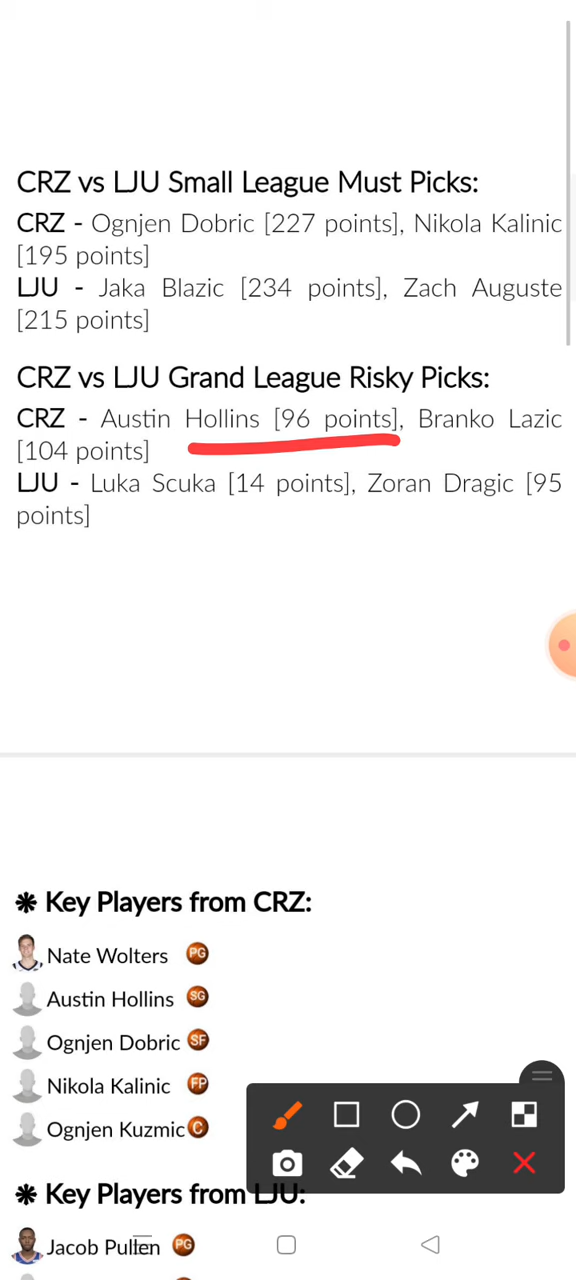 CRZ vs LJU Small League Must Picks:
CRZ - Ognjen Dobric [227 points], Nikola Kalinic
[195 points]
LJU - Jaka Blazic [234 points], Zach Auguste
[215 points]
CRZ vs LJU Grand League Risky Picks:
CRZ - Austin Hollins [96 points], Branko Lazic
[104 points]
LJU - Luka Scuka [14 points], Zoran Dragic [95
points]
✻ Key Players from CRZ:
Nate Wolters PG
Austin Hollins SG
Ognjen Dobric SF
Nikola Kalinic FP
Ognjen Kuzmic C
✻ Key Players from LJU:
Jacob Pullen PG